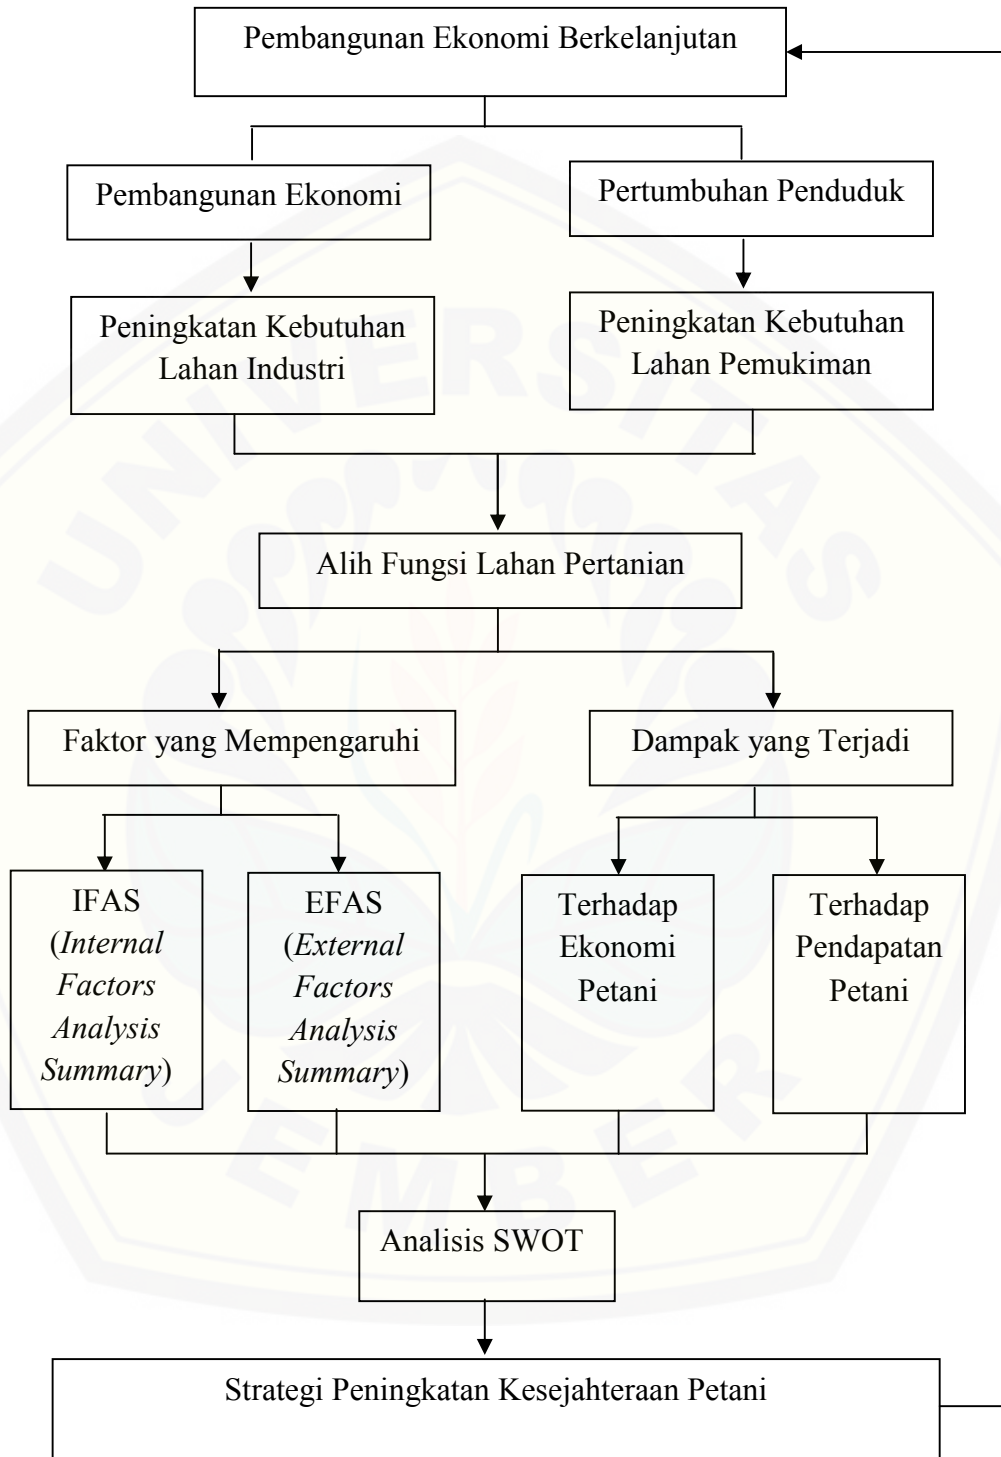 Pembangunan Ekonomi Berkelanjutan
Pembangunan Ekonomi
Pertumbuhan Penduduk
Peningkatan Kebutuhan
Lahan Industri
Peningkatan Kebutuhan
Lahan Pemukiman
Alih Fungsi Lahan Pertanian
Faktor yang Mempengaruhi
Dampak yang Terjadi
IFAS
(Internal
Factors
Analysis
Summary)
EFAS
(External
Factors
Analysis
Summary)
Terhadap
Ekonomi
Petani
Terhadap
Pendapatan
Petani
Analisis SWOT
Strategi Peningkatan Kesejahteraan Petani
UNIVERSITAS
JEMBER